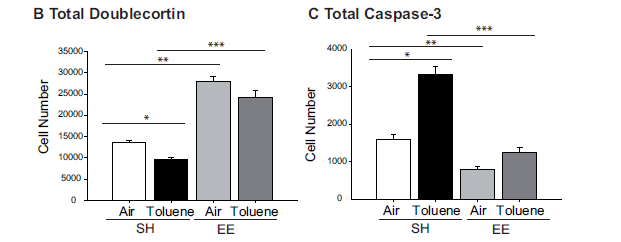 B Total Doublecortin
***
**
*
Cell Number
35000
30000
25000
20000
15000
10000
5000
0
Air Toluene Air Toluene
SH EE
C Total Caspase-3
***
**
*
Cell Number
4000
3000
2000
1000
0
Air Toluene Air Toluene
SH EE